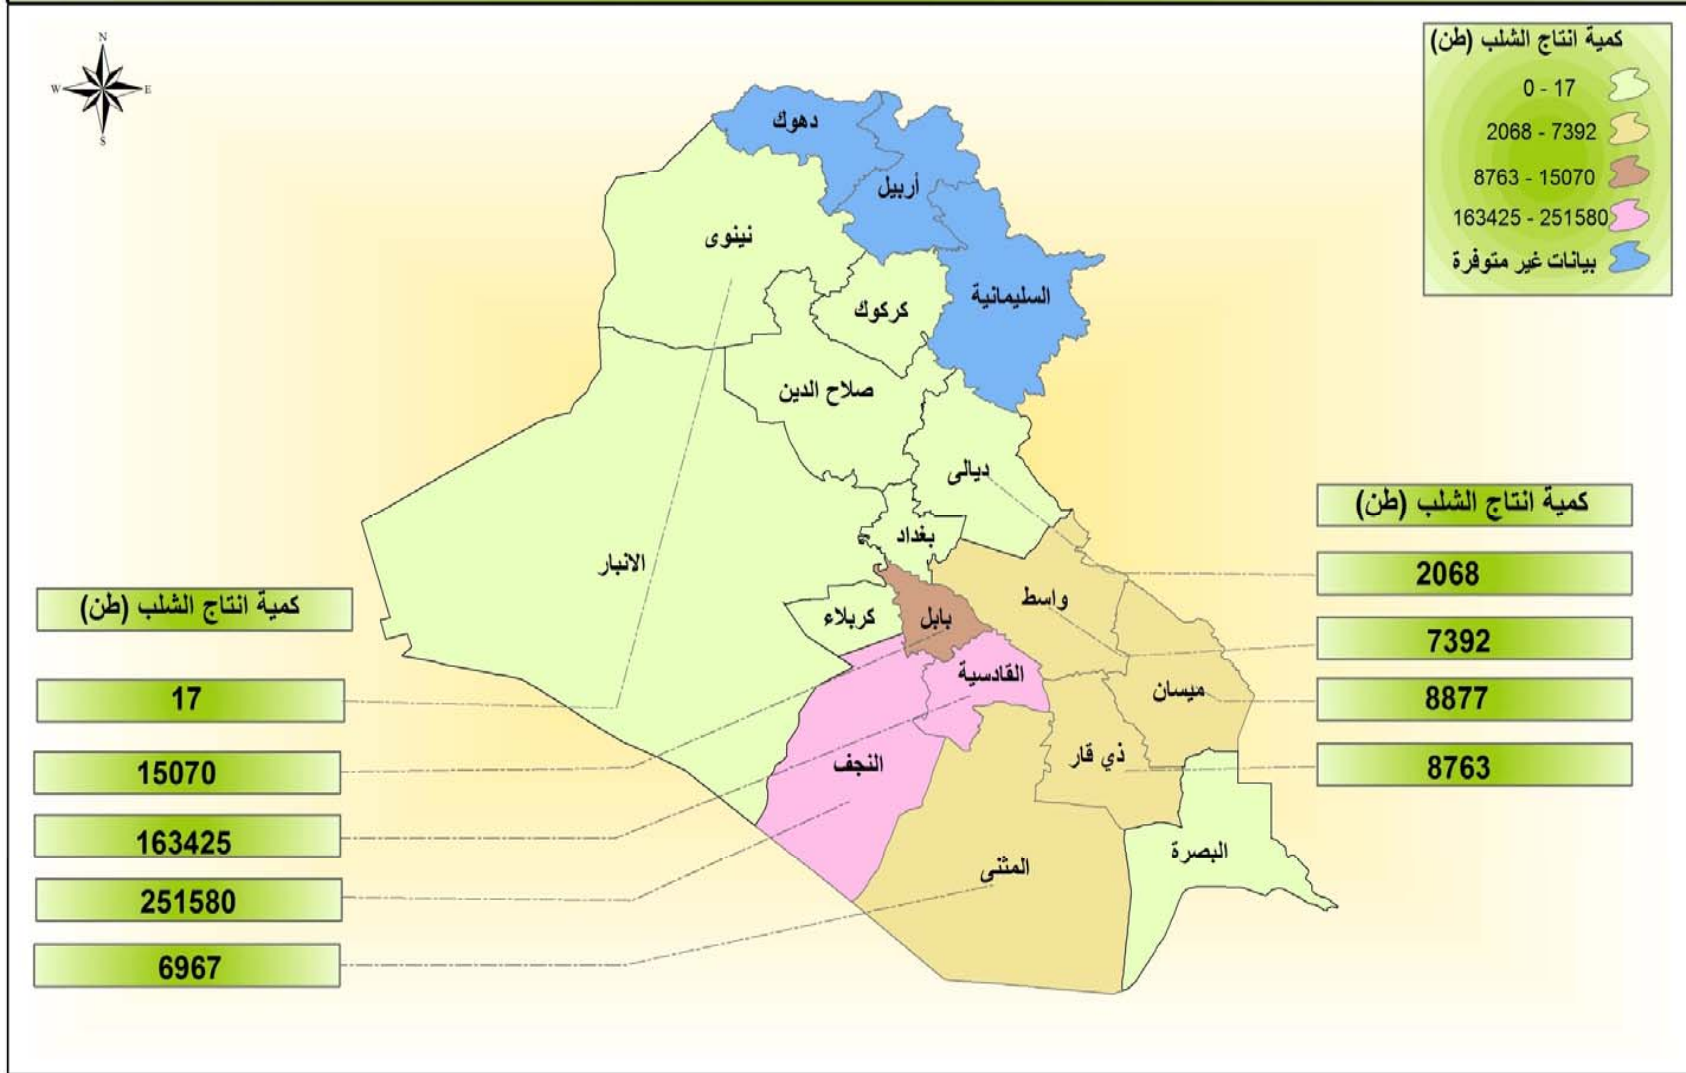 N
W E
S
كمية انتاج الشلب (طن)
0 - 17
2068 - 7392
8763 - 15070
163425 - 251580
بيانات غير متوفرة
دهوك
أربيل
نينوى
السليمانية
كركوك
صلاح الدين
ديالى
بغداد
الانبار
واسط
كربلاء
بابل
القادسية
ميسان
النجف
ذي قار
البصرة
المثنى
كمية انتاج الشلب (طن)
2068
7392
8877
8763
كمية انتاج الشلب (طن)
17
15070
163425
251580
6967